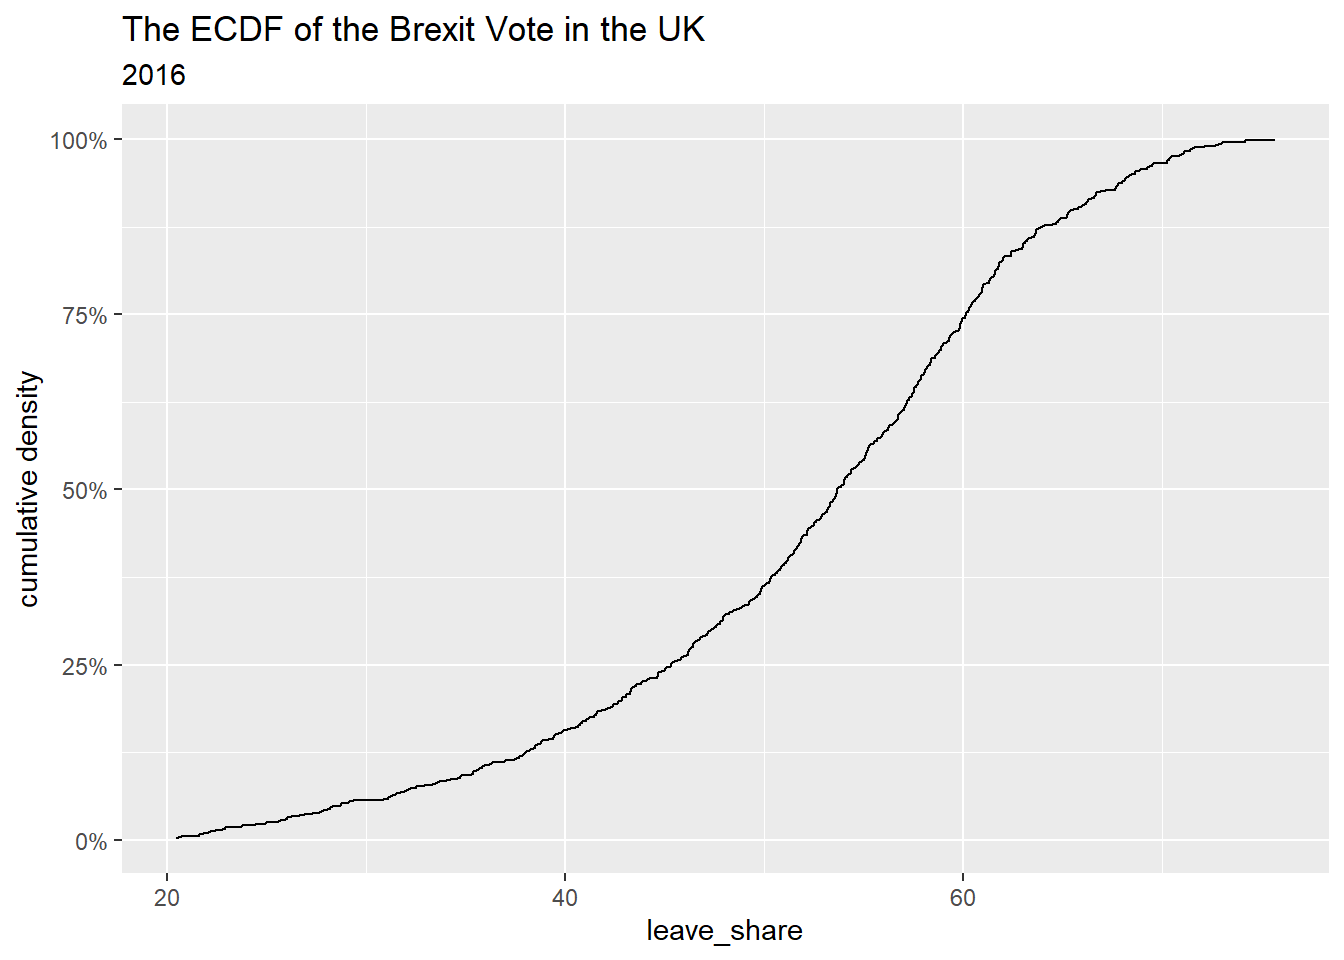 The ECDF of the Brexit Vote in the UK
2016
100%
75%
50%
25%
0%
cumulative density
20 40 60
leave_share